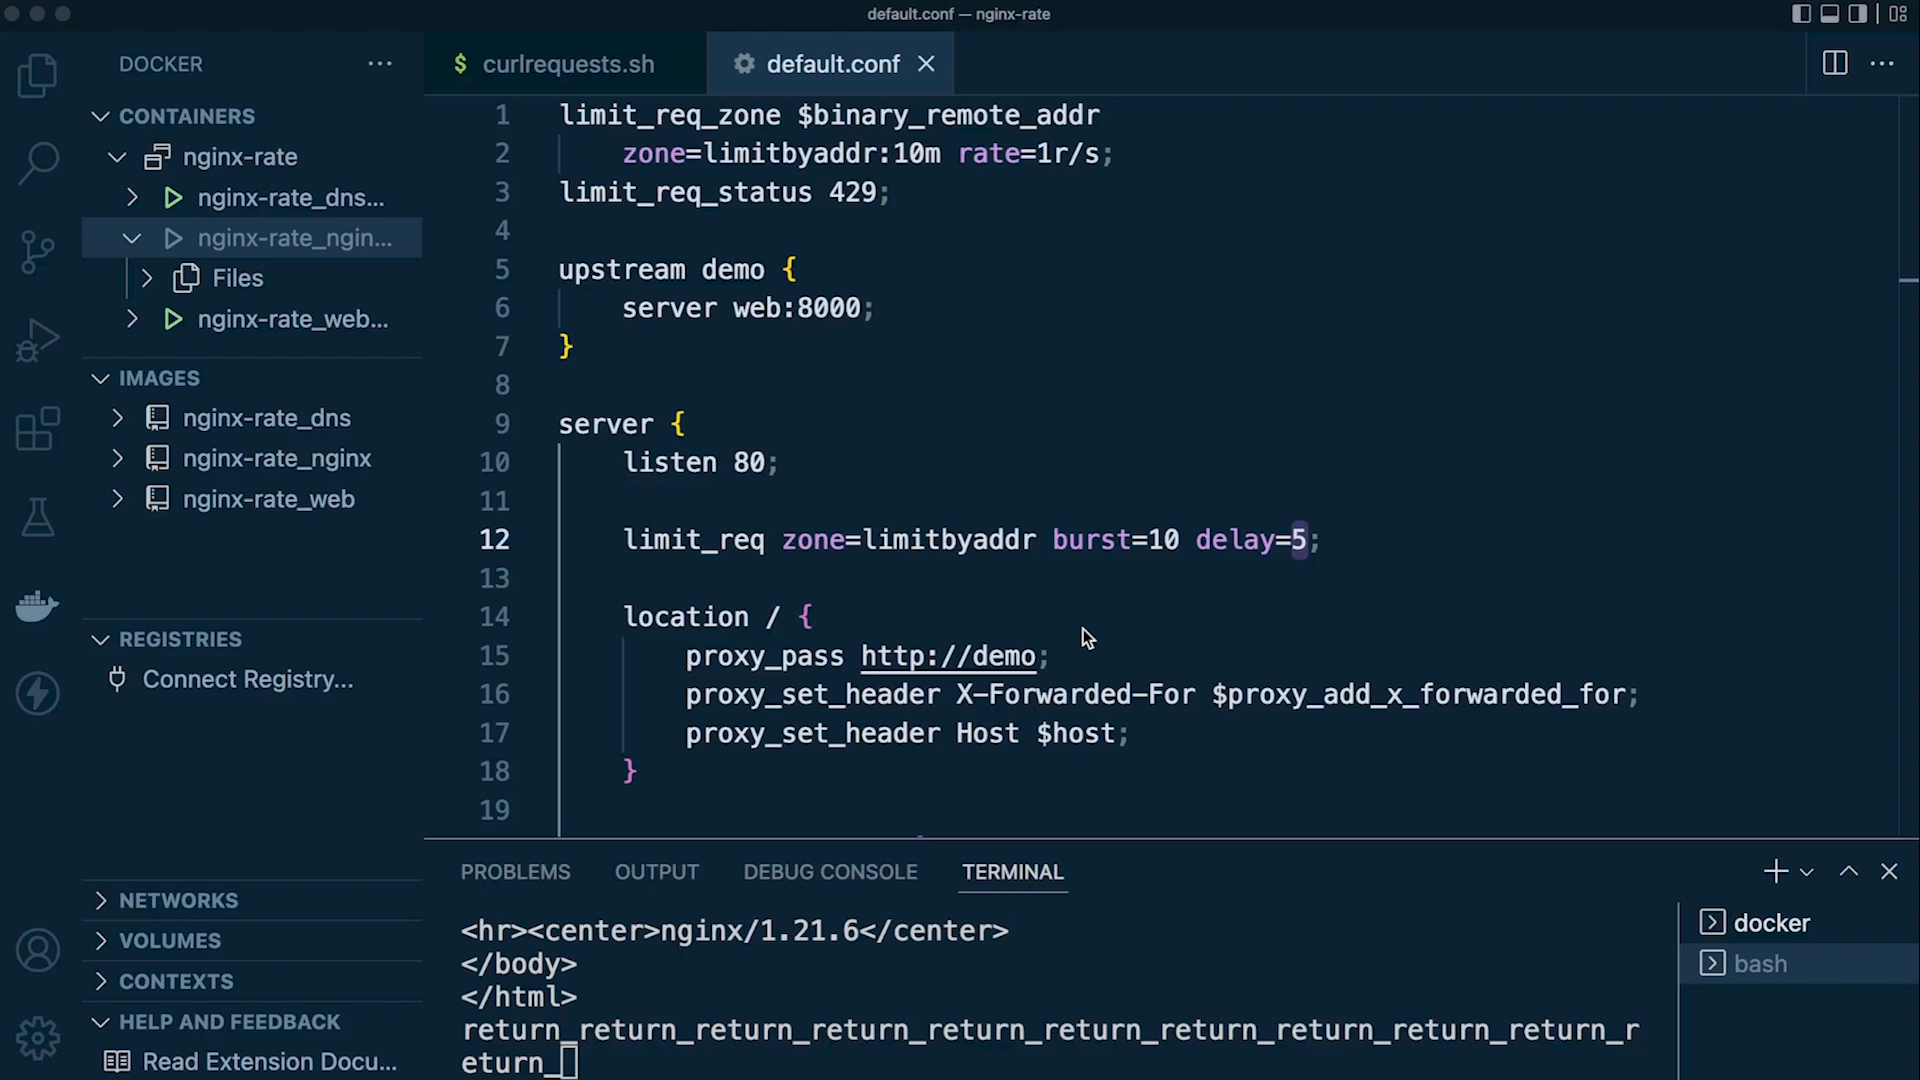 default.conf — nginx-rate
DOCKER
CONTAINERS
nginx-rate
nginx-rate_dns...
nginx-rate_ngin...
Files
nginx-rate_web...
IMAGES
nginx-rate_dns
nginx-rate_nginx
nginx-rate_web
REGISTRIES
Connect Registry...
NETWORKS
VOLUMES
CONTEXTS
HELP AND FEEDBACK
Read Extension Docu...
$ curlrequests.sh
default.conf
1 limit_req_zone $binary_remote_addr
2 zone=limitbyaddr:10m rate=1r/s;
3 limit_req_status 429;
4
5 upstream demo {
6 server web:8000;
7 }
8
9 server {
10 listen 80;
11
12 limit_req zone=limitbyaddr burst=10 delay=5;
13
14 location / {
15 proxy_pass http://demo;
16 proxy_set_header X-Forwarded-For $proxy_add_x_forwarded_for;
17 proxy_set_header Host $host;
18 }
19
PROBLEMS OUTPUT DEBUG CONSOLE TERMINAL
<hr><center>nginx/1.21.6</center>
</body>
</html>
return_return_return_return_return_return_return_return_return_return_r
eturn_
docker
bash